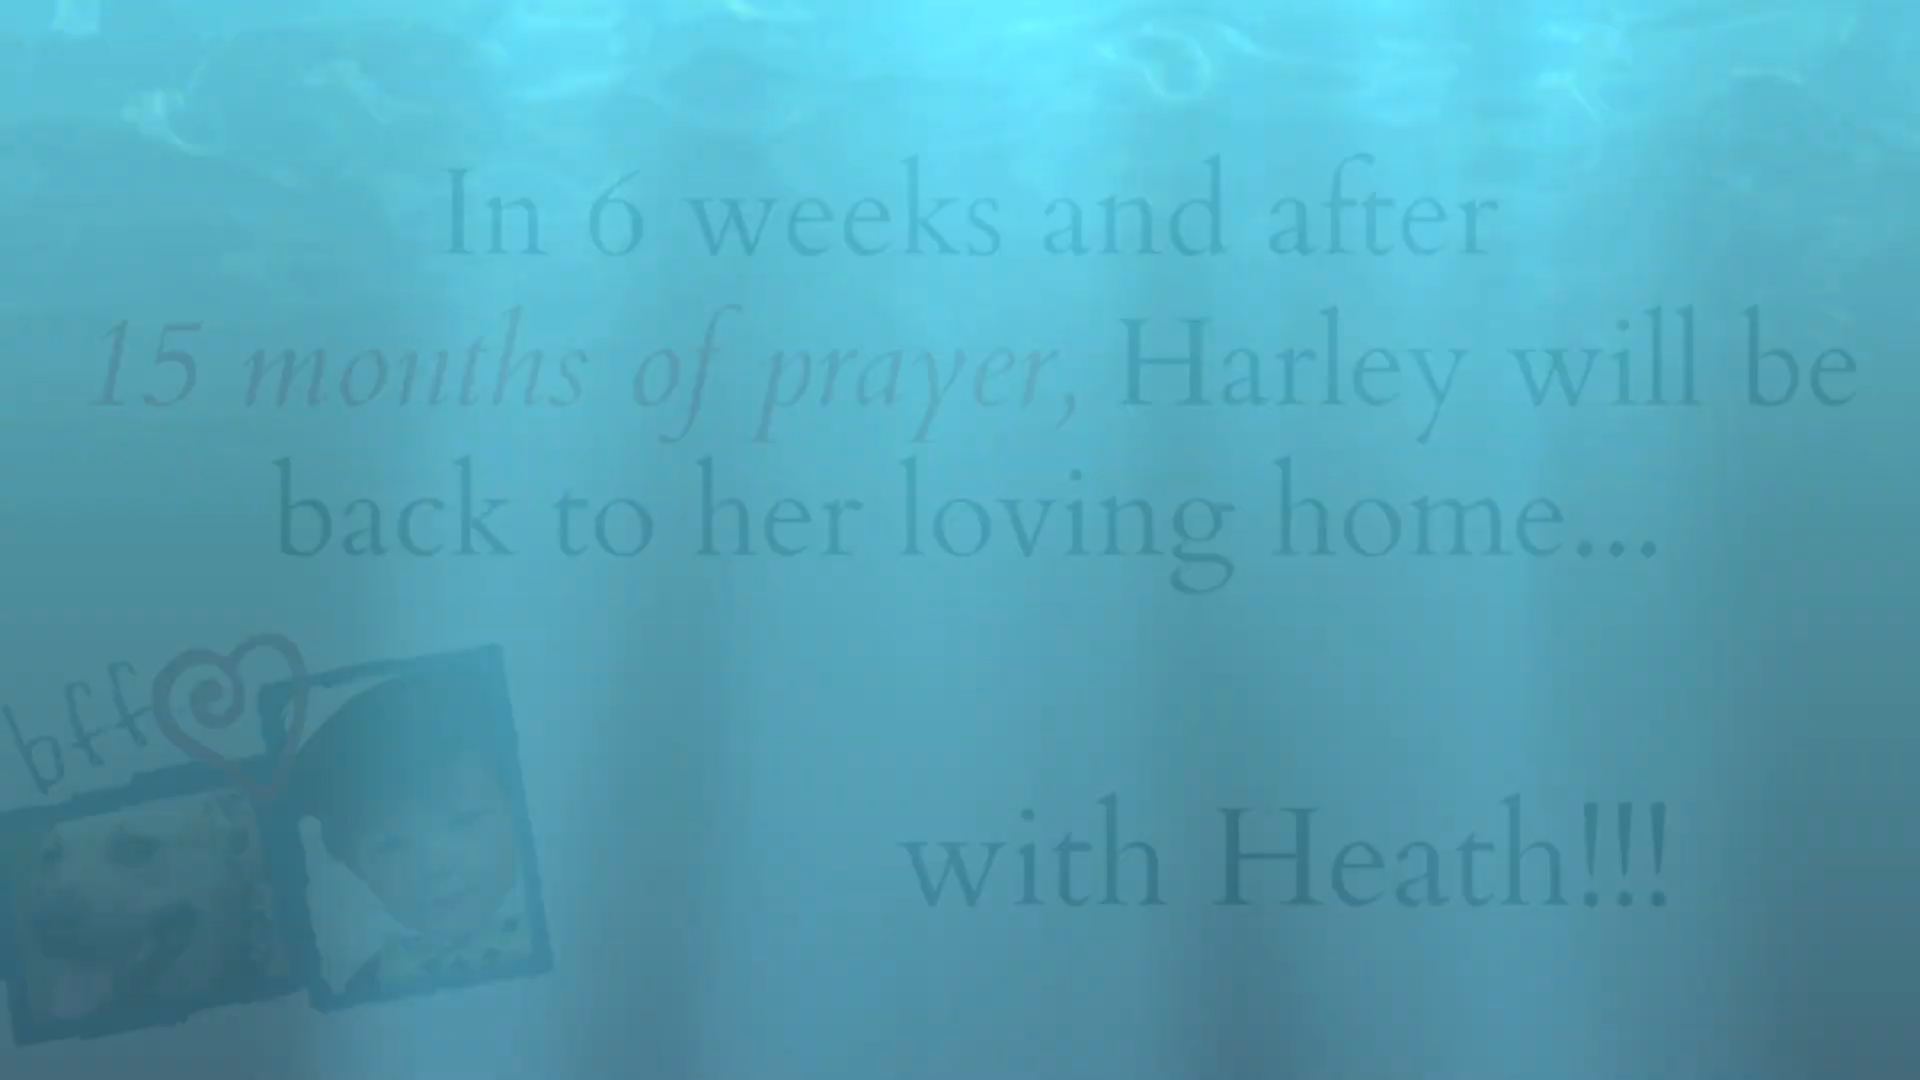 In 6 weeks and after
15 months of prayer, Harley will be
back to her loving home...
bff
with Heath!!!